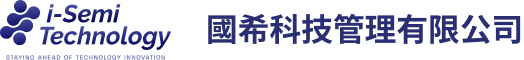 i-Semi
Technology
STAYING AHEAD OF TECHNOLOGY INNOVATION
國希科技管理有限公司